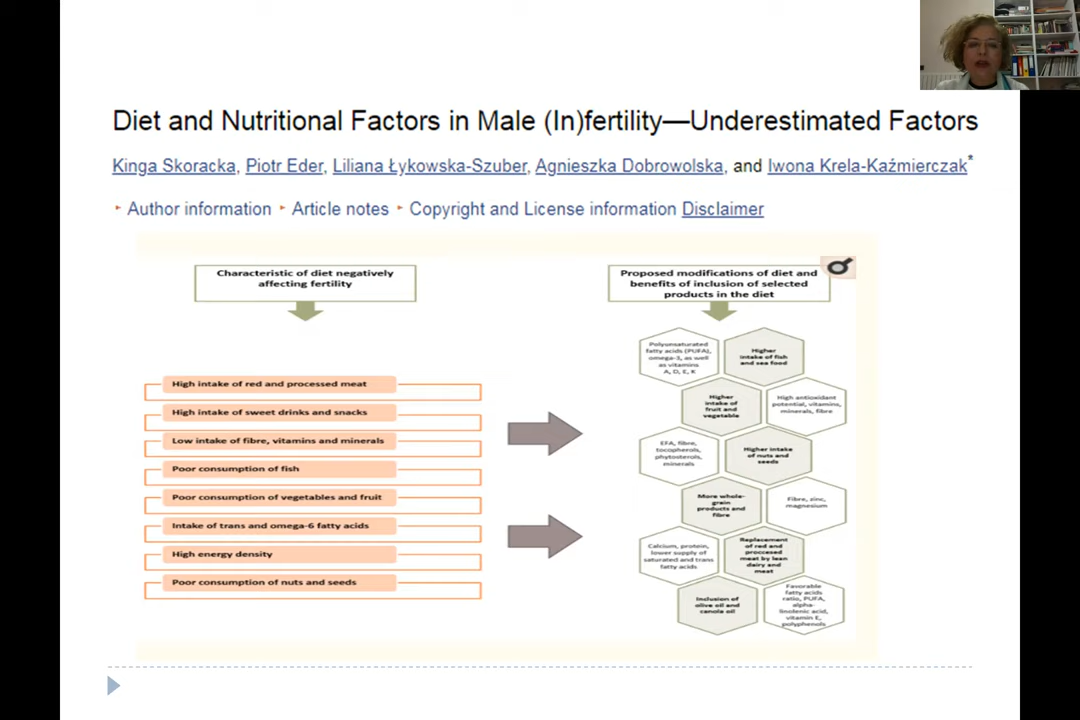 Diet and Nutritional Factors in Male (In)fertility—Underestimated Factors
Kinga Skoracka, Piotr Eder, Liliana Łykowska-Szuber, Agnieszka Dobrowolska, and Iwona Krela-Kaźmierczak*
Author information Article notes Copyright and License information Disclaimer
Characteristic of diet negatively
affecting fertility
High intake of red and processed meat
High intake of sweet drinks and snacks
Low intake of fibre, vitamins and minerals
Poor consumption of fish
Poor consumption of vegetables and fruit
Intake of trans and omega-6 fatty acids
High energy density
Poor consumption of nuts and seeds
Proposed modifications of diet and
benefits of inclusion of selected
products in the diet
Polyunsaturated
fatty acids (PUFA),
omega-3, as well
as vitamins
A, D, E, K
Higher
intake of fish
and sea food
Higher
intake of
fruit and
vegetable
High antioxidant
potential, vitamins,
minerals, fibre
EFA, fibre,
tocopherols,
phytosterols,
minerals
Higher intake
of nuts and
seeds
More whole-
grain
products and
fibre
Fibre, zinc,
magnesium
Calcium, protein,
lower supply of
saturated and trans
fatty acids
Replacement
of red and
proccesed
meat by lean
dairy and
meat
Inclusion of
olive oil and
canola oil
Favorable
fatty acids
ratio, PUFA,
alpha-
linolenic acid,
vitamin E,
polyphenols